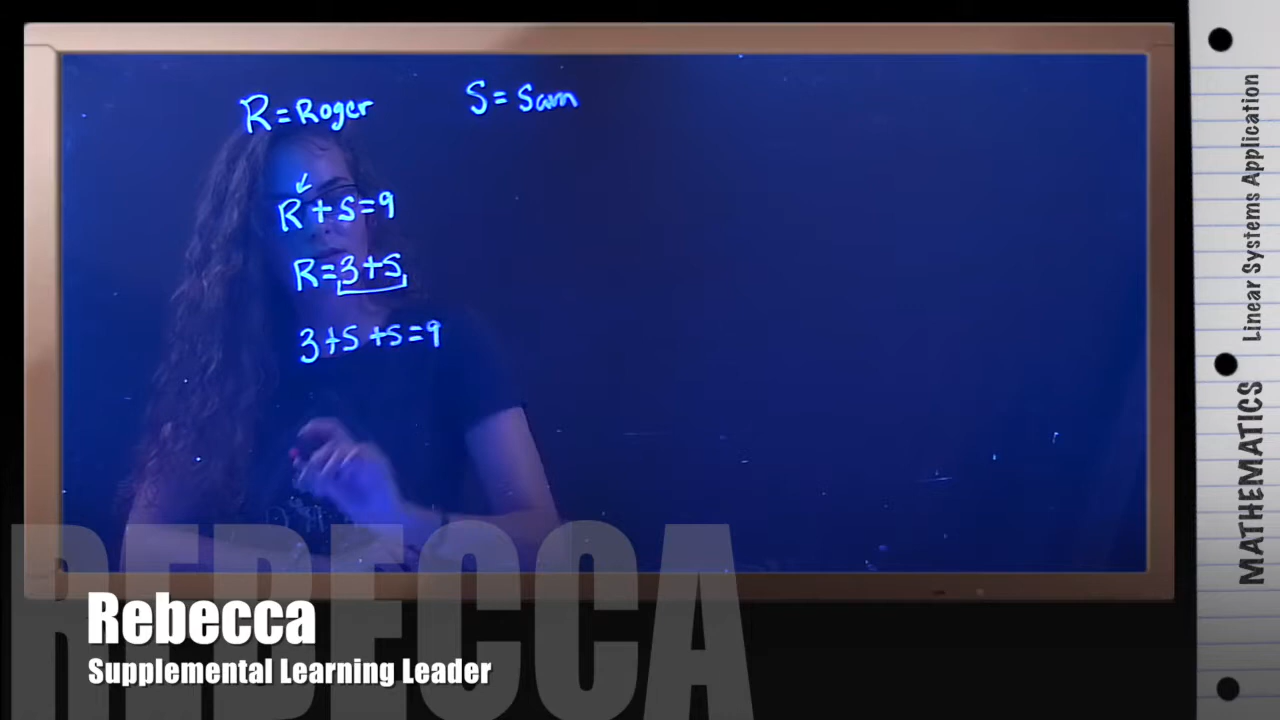 R = Roger
S = Sam
R + S = 9
R = 3 + S
3 + S + S = 9
REBECCA
Rebecca
Supplemental Learning Leader
MATHEMATICS Linear Systems Application